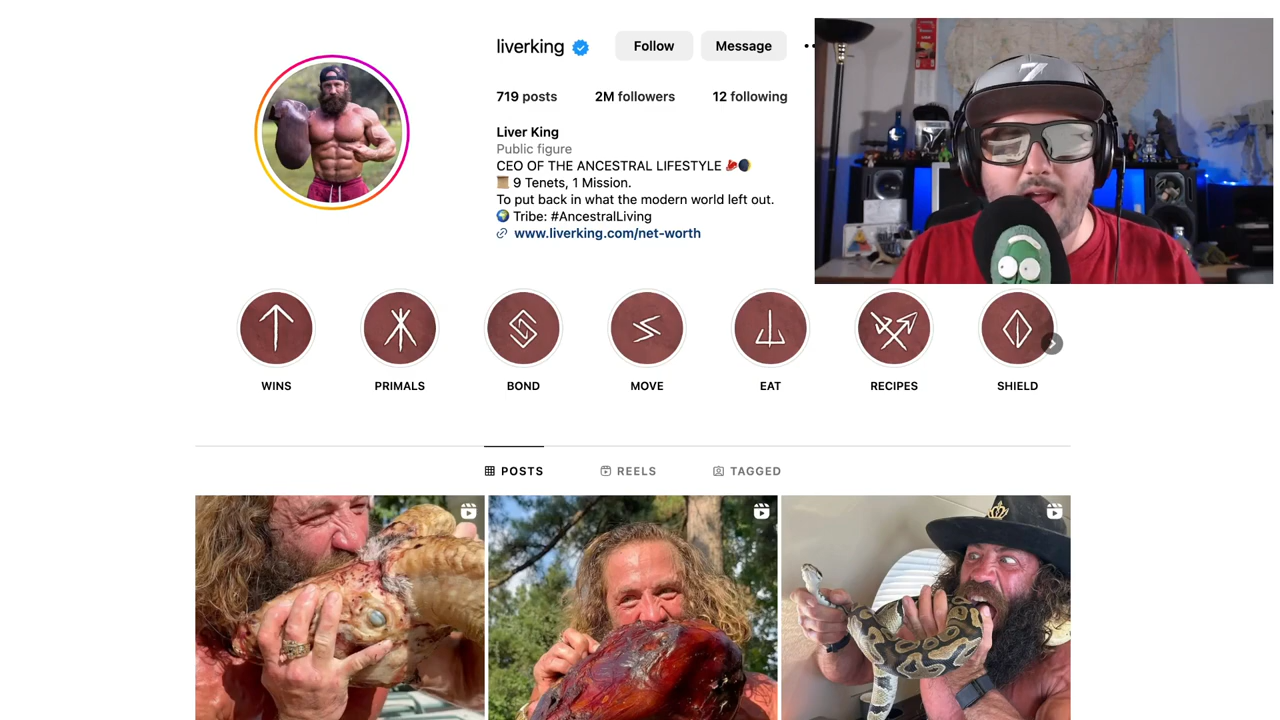 liverking
Follow
Message
719 posts
2M followers
12 following
Liver King
Public figure
CEO OF THE ANCESTRAL LIFESTYLE 🥩🌒
📜 9 Tenets, 1 Mission.
To put back in what the modern world left out.
🌍 Tribe: #AncestralLiving
www.liverking.com/net-worth
WINS
PRIMALS
BOND
MOVE
EAT
RECIPES
SHIELD
POSTS
REELS
TAGGED